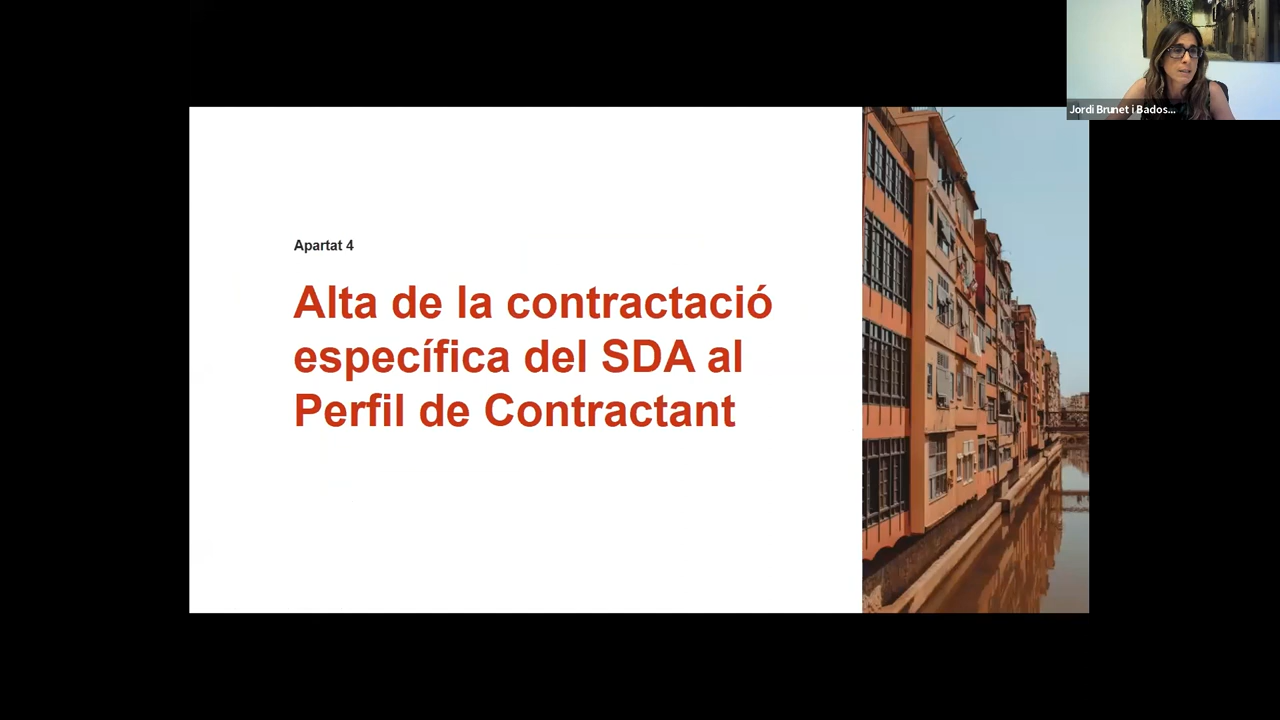 Jordi Brunet i Bados...
Apartat 4
Alta de la contractació
específica del SDA al
Perfil de Contractant